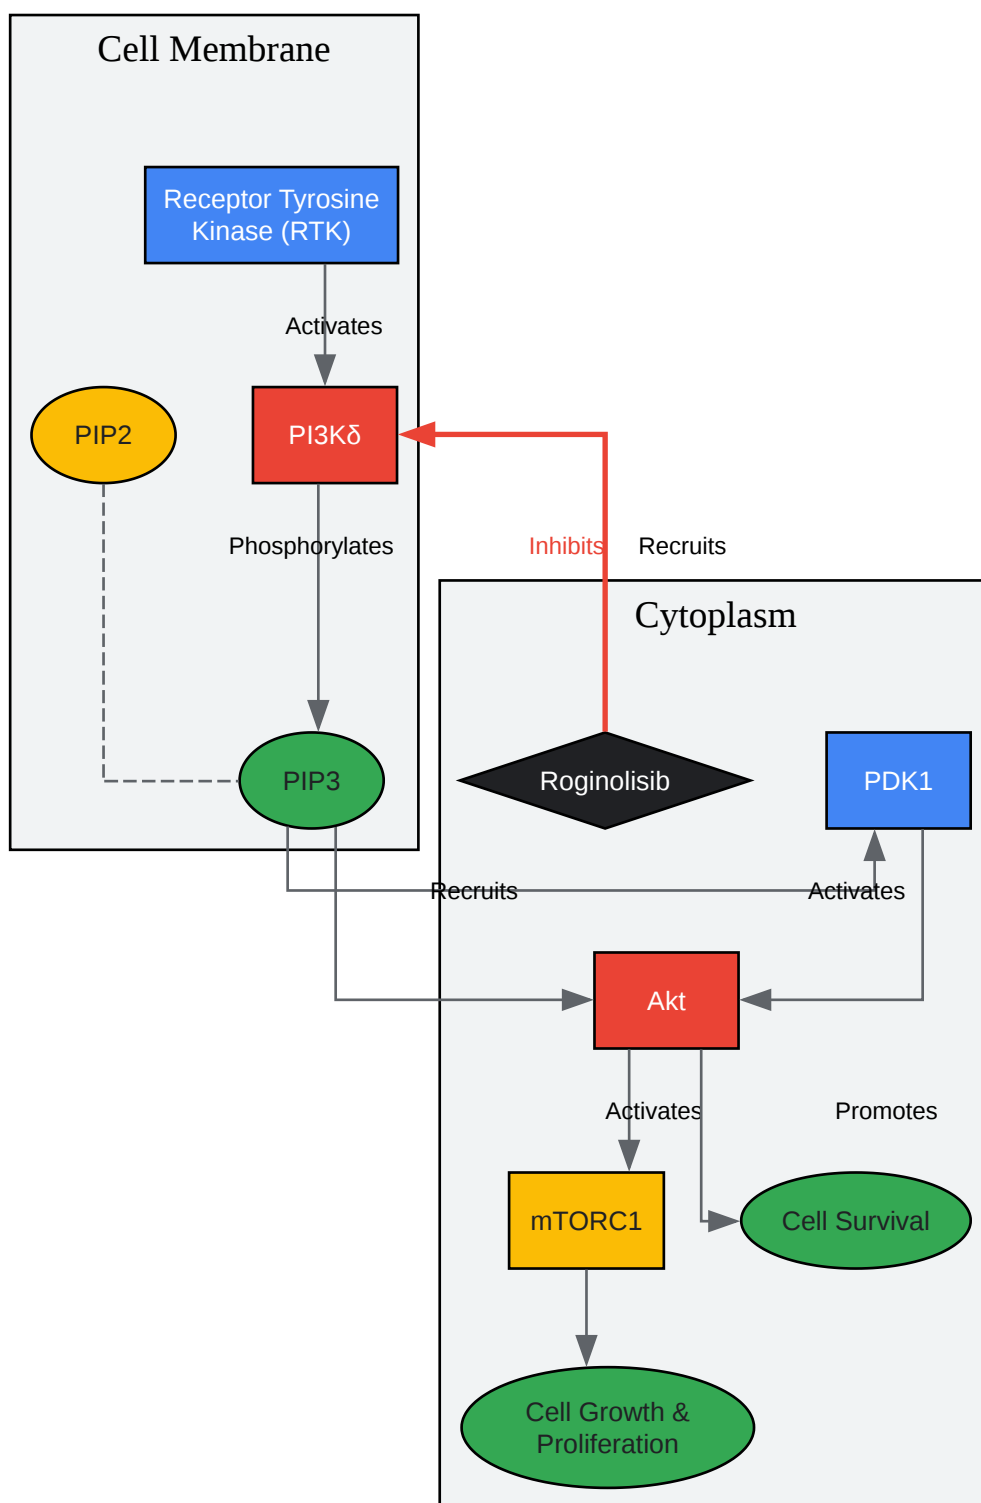 Cell Membrane
Receptor Tyrosine
Kinase (RTK)
Activates
PIP2
PI3Kδ
Phosphorylates
Inhibits
Recruits
Cytoplasm
PIP3
Roginolisib
PDK1
Recruits
Activates
Akt
Activates
Promotes
mTORC1
Cell Survival
Cell Growth &
Proliferation